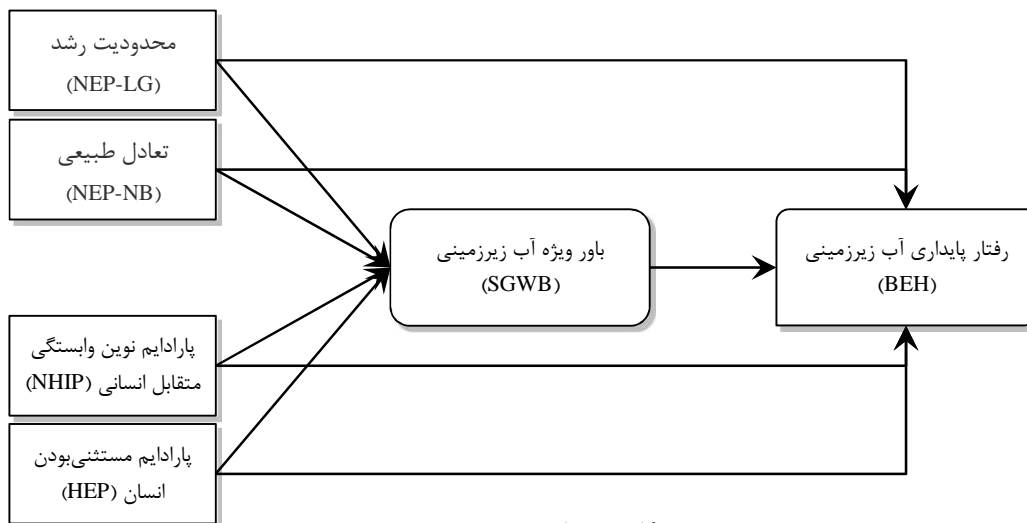 محدودیت رشد
(NEP-LG)
تعادل طبیعی
(NEP-NB)
باور ویژه آب زیرزمینی
(SGWB)
رفتار پایداری آب زیرزمینی
(BEH)
پارادایم نوین وابستگی
متقابل انسانی (NHIP)
پارادایم مستثنی‌بودن
انسان (HEP)